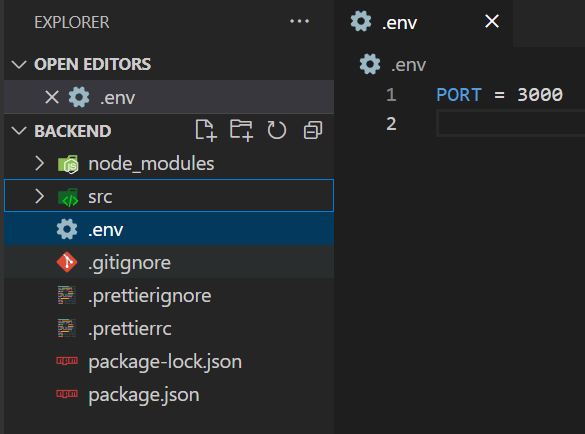 EXPLORER
OPEN EDITORS
.env
BACKEND
node_modules
src
.env
.gitignore
.prettierignore
.prettierrc
package-lock.json
package.json
.env
.env
1 PORT = 3000
2